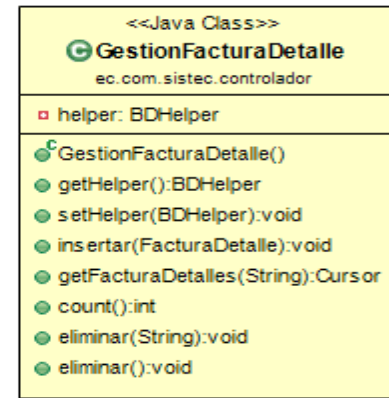 <<Java Class>>
GestionFacturaDetalle
ec.com.sistec.controlador
helper: BDHelper
GestionFacturaDetalle()
getHelper():BDHelper
setHelper(BDHelper):void
insertar(FacturaDetalle):void
getFacturaDetalles(String):Cursor
count():int
eliminar(String):void
eliminar():void